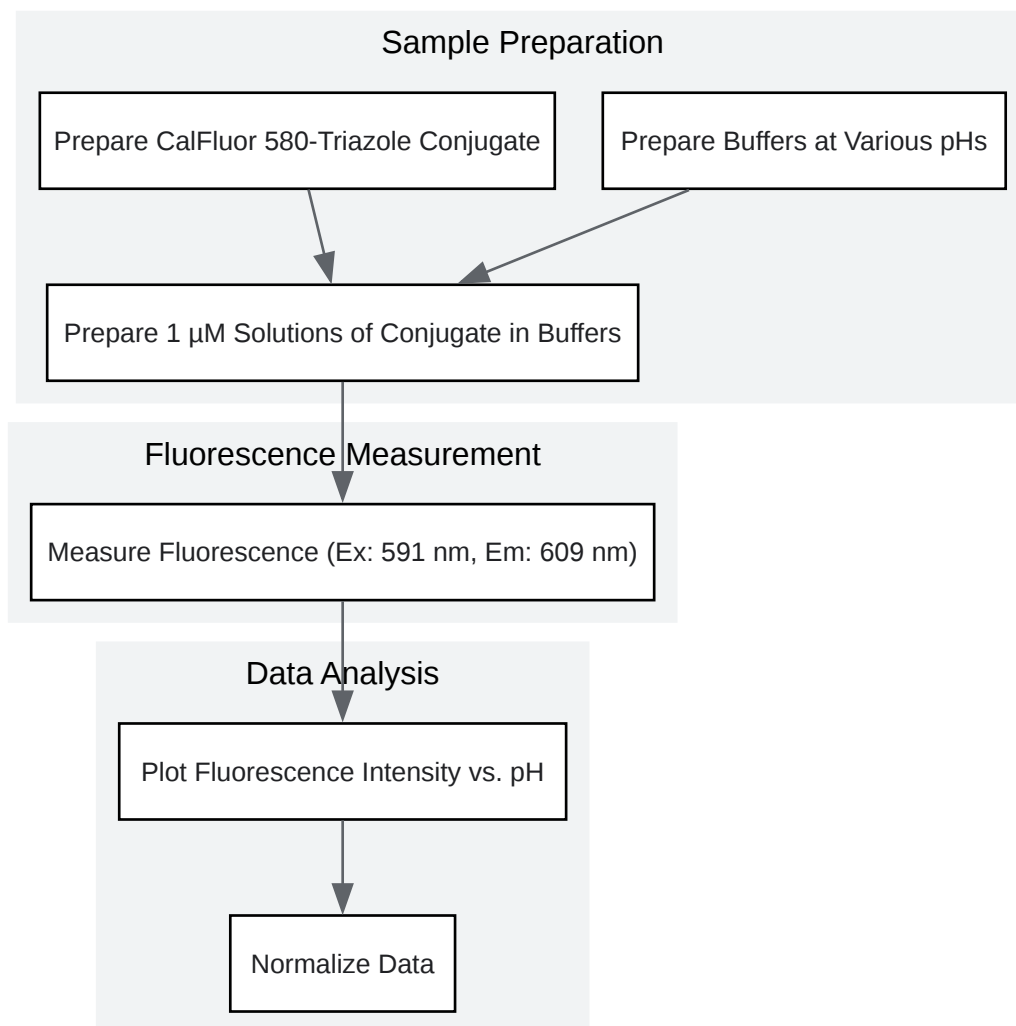 Sample Preparation
Prepare CalFluor 580-Triazole Conjugate
Prepare Buffers at Various pHs
Prepare 1 µM Solutions of Conjugate in Buffers
Fluorescence Measurement
Measure Fluorescence (Ex: 591 nm, Em: 609 nm)
Data Analysis
Plot Fluorescence Intensity vs. pH
Normalize Data